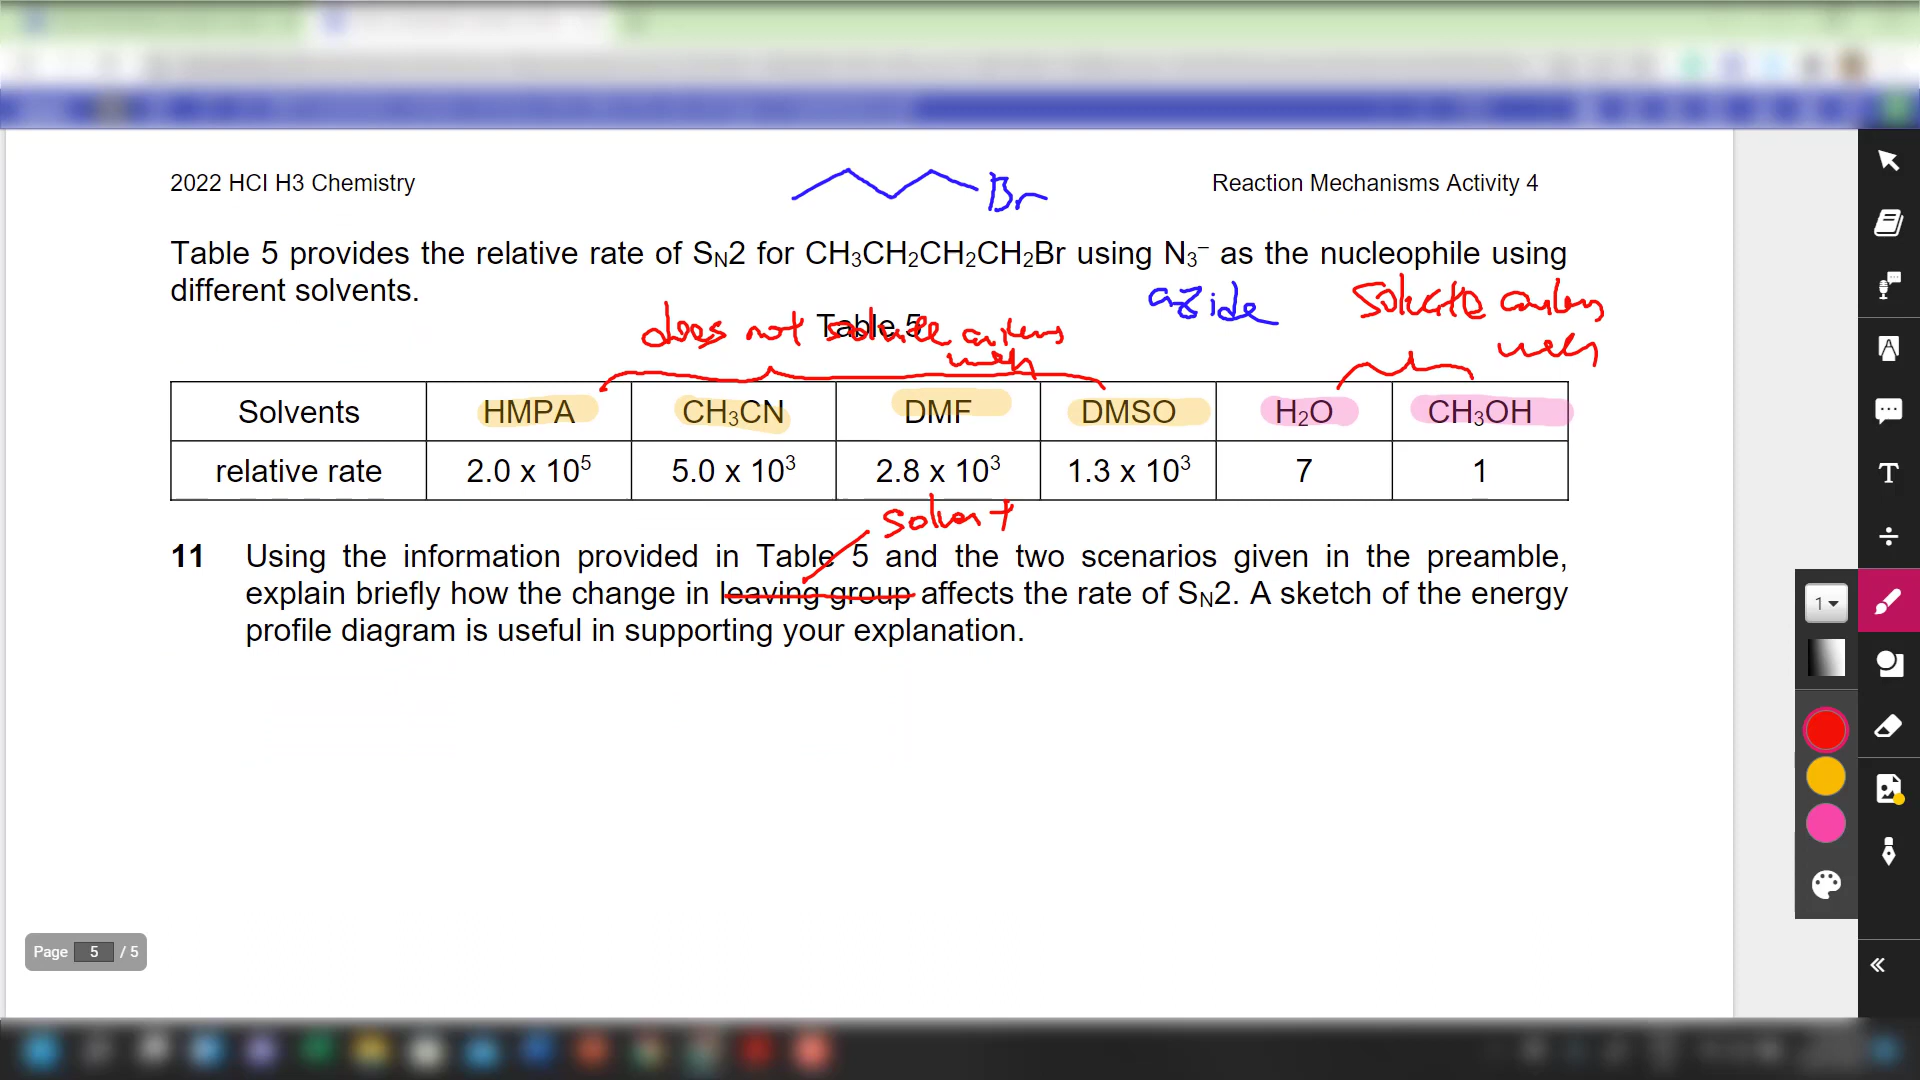 2022 HCI H3 Chemistry
Br
Reaction Mechanisms Activity 4
Table 5 provides the relative rate of SN2 for CH₃CH₂CH₂CH₂Br using N₃⁻ as the nucleophile using
different solvents.
azide
solvate anions
well
does not solvate anions
well
Table 5
Solvents HMPA CH₃CN DMF DMSO H₂O CH₃OH
relative rate 2.0 x 10⁵ 5.0 x 10³ 2.8 x 10³ 1.3 x 10³ 7 1
solvent
11 Using the information provided in Table 5 and the two scenarios given in the preamble,
explain briefly how the change in leaving group affects the rate of SN2. A sketch of the energy
profile diagram is useful in supporting your explanation.
1
T
Page 5 / 5